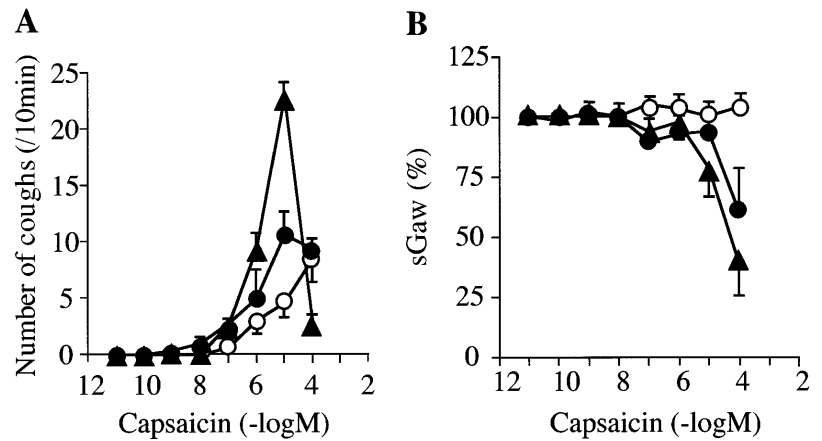 A
Number of coughs (/10min)
25
20
15
10
5
0
12 10 8 6 4 2
Capsaicin (-logM)
B
sGaw (%)
125
100
75
50
25
0
12 10 8 6 4 2
Capsaicin (-logM)